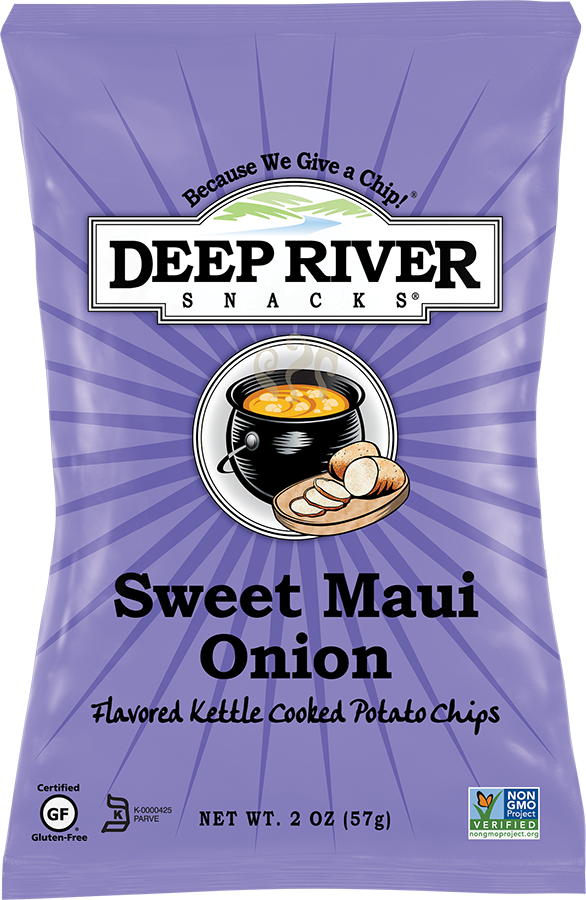 Because We Give a Chip!®
DEEP RIVER
SNACKS®
Sweet Maui
Onion
Flavored Kettle Cooked Potato Chips
Certified
GF
Gluten-Free
K
K-0000425
PARVE
NET WT. 2 OZ (57g)
NON
GMO
Project
VERIFIED
nongmoproject.org